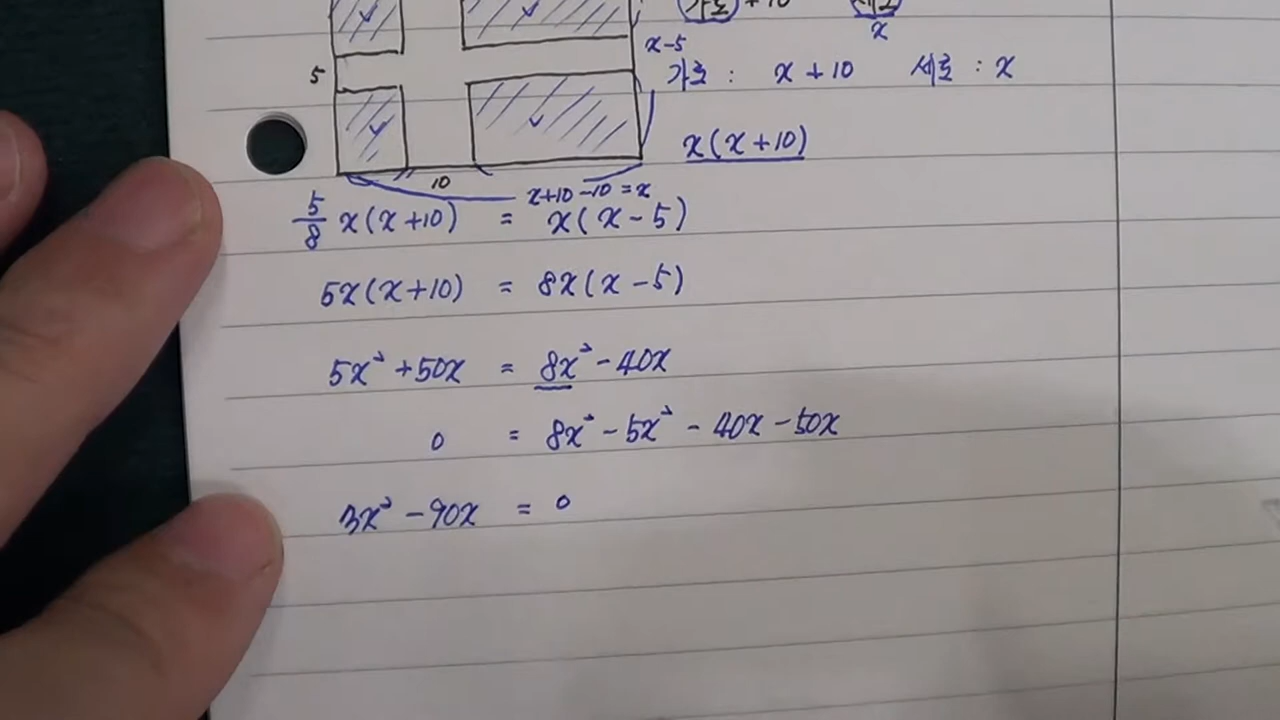 +10
x
x-5
5
가로 : x+10 세로 : x
x(x+10)
10
x+10-10=x
5/8 x(x+10) = x(x-5)
5x(x+10) = 8x(x-5)
5x²+50x = 8x²-40x
0 = 8x²-5x²-40x-50x
3x²-90x = 0